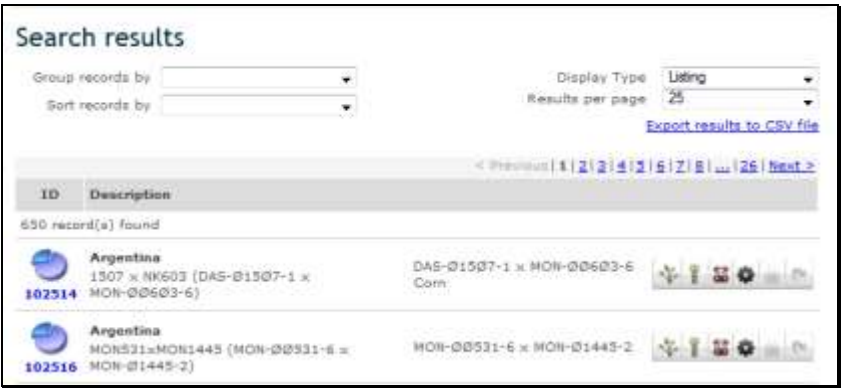 Search results
Group records by
Display Type Listing
Sort records by
Results per page 25
Export results to CSV file
< Previous | 1 | 2 | 3 | 4 | 5 | 6 | 7 | 8 | ... | 26 | Next >
ID Description
650 record(s) found
Argentina
1507 x NK603 (DAS-Ø15Ø7-1 x
MON-ØØ6Ø3-6)
DAS-Ø15Ø7-1 x MON-ØØ6Ø3-6
Corn
102514
Argentina
MON531xMON1445 (MON-ØØ531-6 x
MON-Ø1445-2)
MON-ØØ531-6 x MON-Ø1445-2
102516